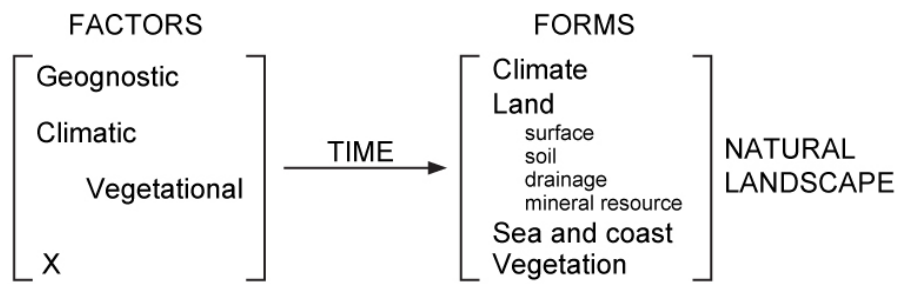 FACTORS
Geognostic
Climatic
Vegetational
X
TIME
FORMS
Climate
Land
surface
soil
drainage
mineral resource
Sea and coast
Vegetation
NATURAL
LANDSCAPE